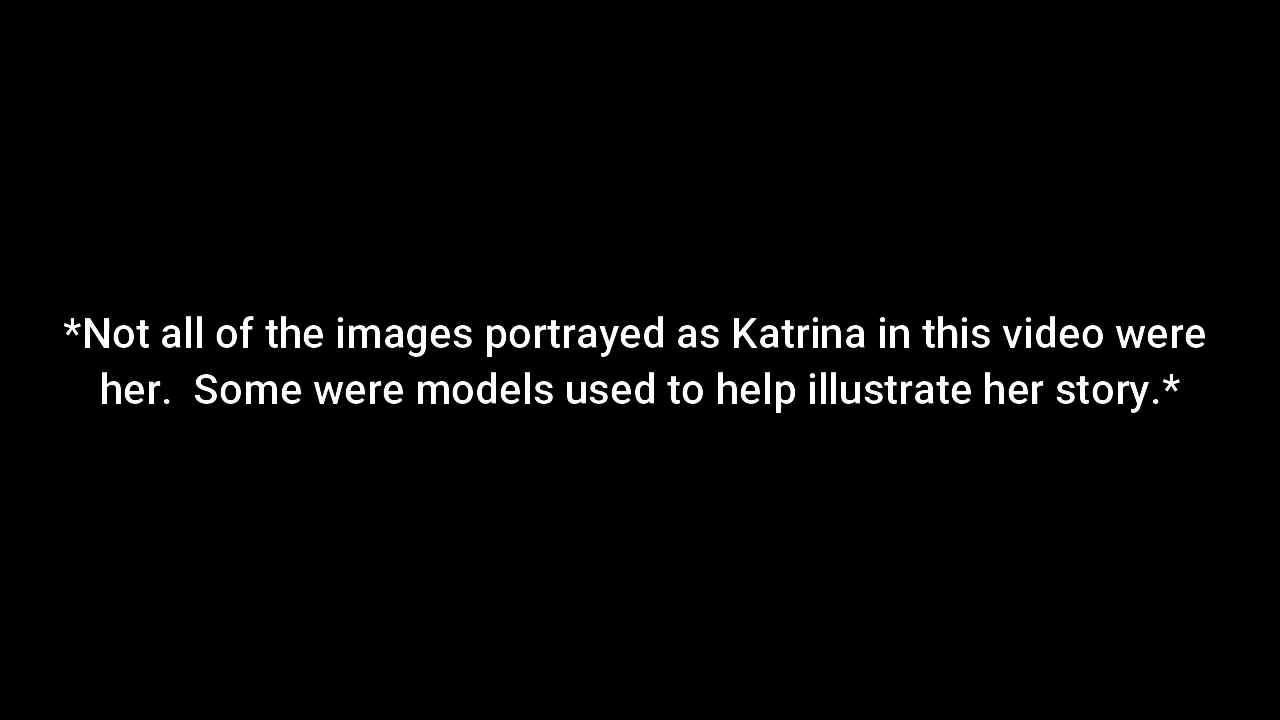 *Not all of the images portrayed as Katrina in this video were
her.  Some were models used to help illustrate her story.*